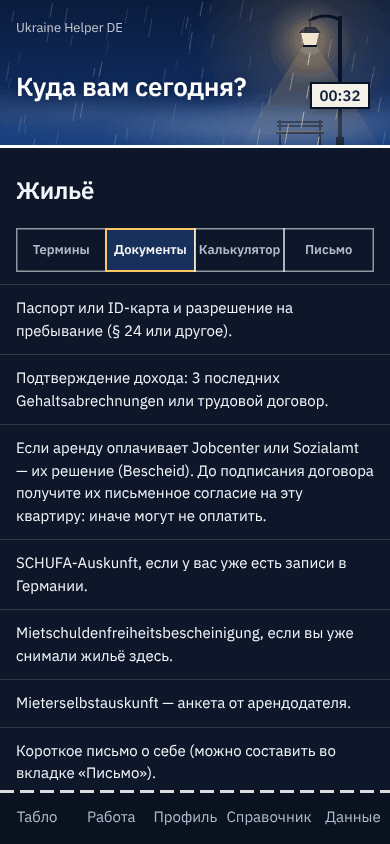 Ukraine Helper DE
Куда вам сегодня?
00:32
Жильё
Термины Документы Калькулятор Письмо
Паспорт или ID-карта и разрешение на
пребывание (§ 24 или другое).
Подтверждение дохода: 3 последних
Gehaltsabrechnungen или трудовой договор.
Если аренду оплачивает Jobcenter или Sozialamt
— их решение (Bescheid). До подписания договора
получите их письменное согласие на эту
квартиру: иначе могут не оплатить.
SCHUFA-Auskunft, если у вас уже есть записи в
Германии.
Mietschuldenfreiheitsbescheinigung, если вы уже
снимали жильё здесь.
Mieterselbstauskunft — анкета от арендодателя.
Короткое письмо о себе (можно составить во
вкладке «Письмо»).
Табло Работа Профиль Справочник Данные